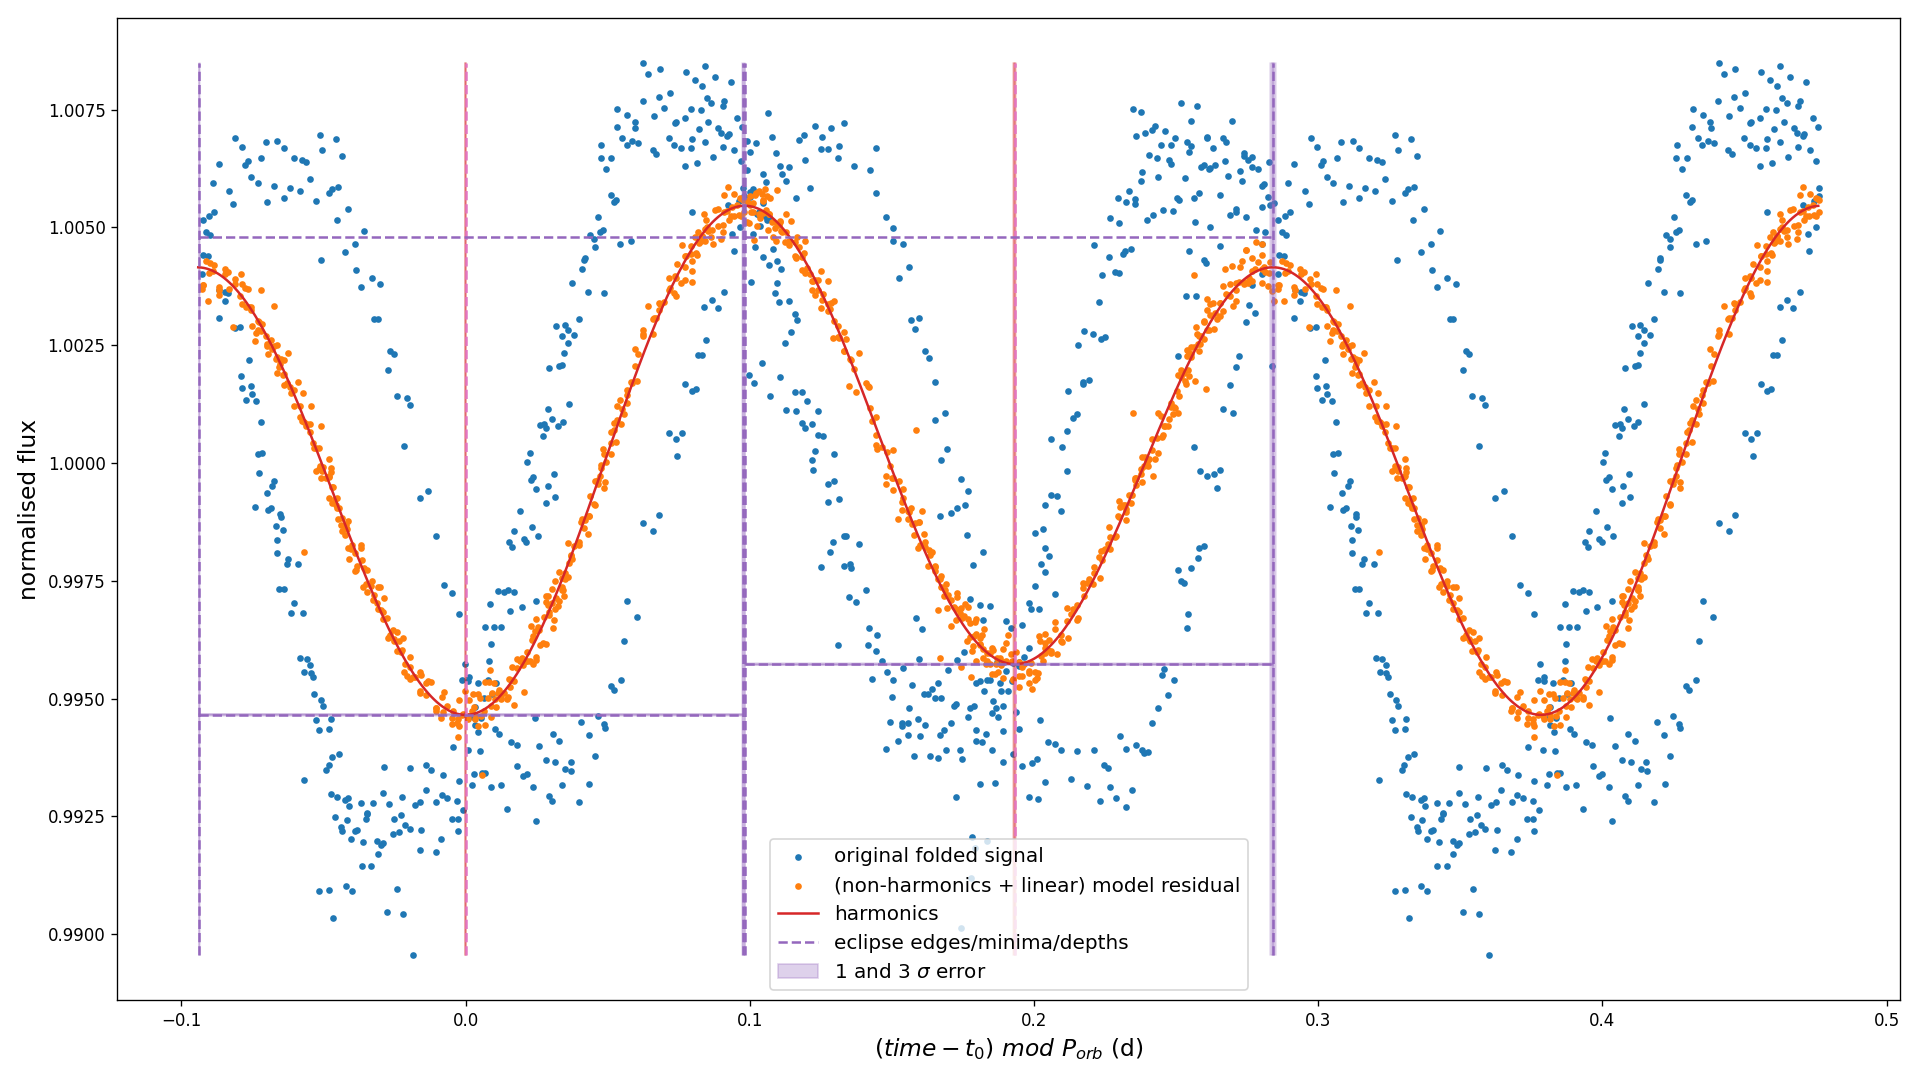 normalised flux
1.0075
1.0050
1.0025
1.0000
0.9975
0.9950
0.9925
0.9900
original folded signal
(non-harmonics + linear) model residual
harmonics
eclipse edges/minima/depths
1 and 3 σ error
−0.1 0.0 0.1 0.2 0.3 0.4 0.5
(time − t₀) mod P_orb (d)